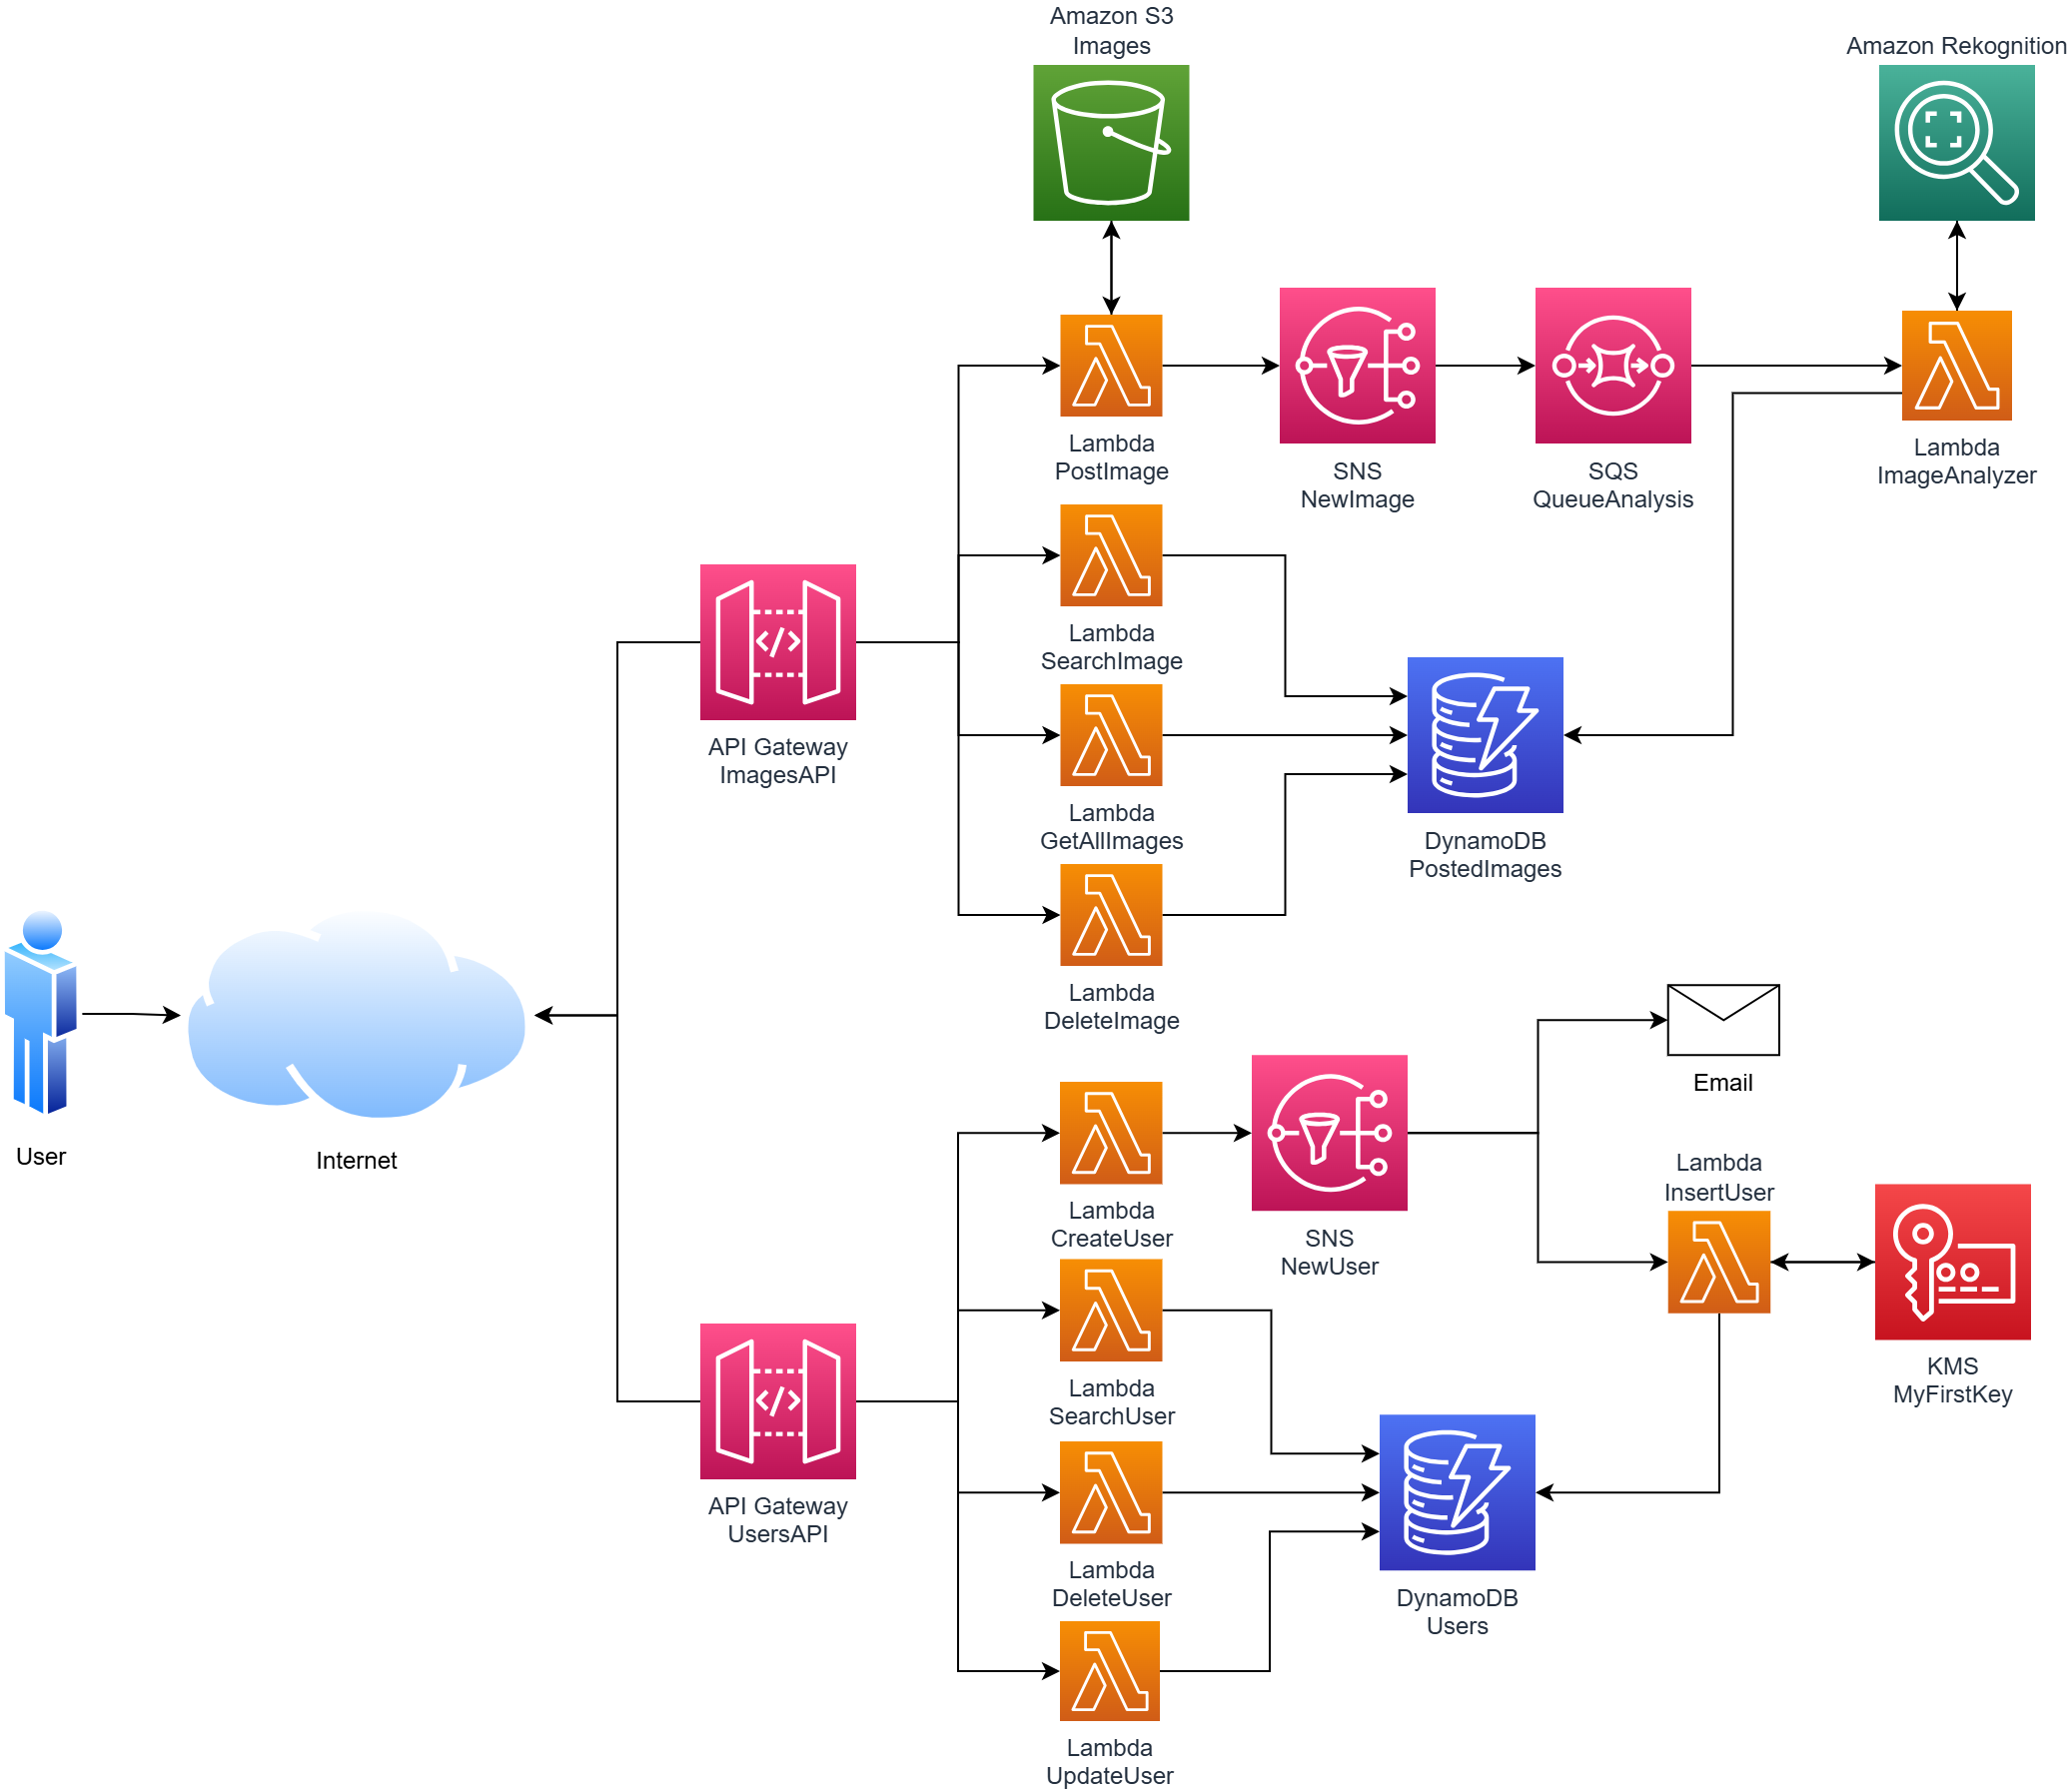 Amazon S3
Images
Amazon Rekognition
Lambda
PostImage
SNS
NewImage
SQS
QueueAnalysis
Lambda
ImageAnalyzer
Lambda
SearchImage
API Gateway
ImagesAPI
Lambda
GetAllImages
DynamoDB
PostedImages
Lambda
DeleteImage
User
Internet
Email
Lambda
CreateUser
SNS
NewUser
Lambda
InsertUser
KMS
MyFirstKey
Lambda
SearchUser
API Gateway
UsersAPI
Lambda
DeleteUser
DynamoDB
Users
Lambda
UpdateUser